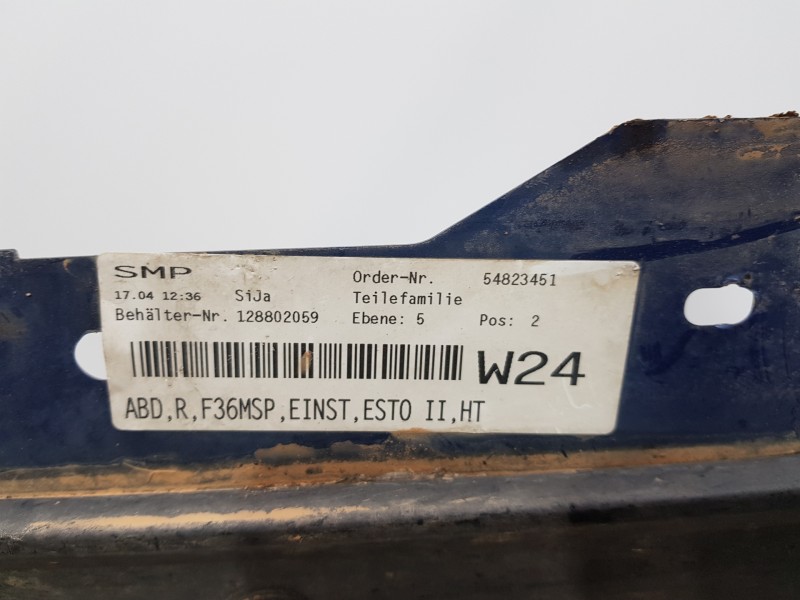 SMP Order-Nr. 54823451
17.04 12:36 SiJa Teilefamilie
Behälter-Nr. 128802059 Ebene: 5 Pos: 2
W24
ABD,R,F36MSP,EINST,ESTO II,HT